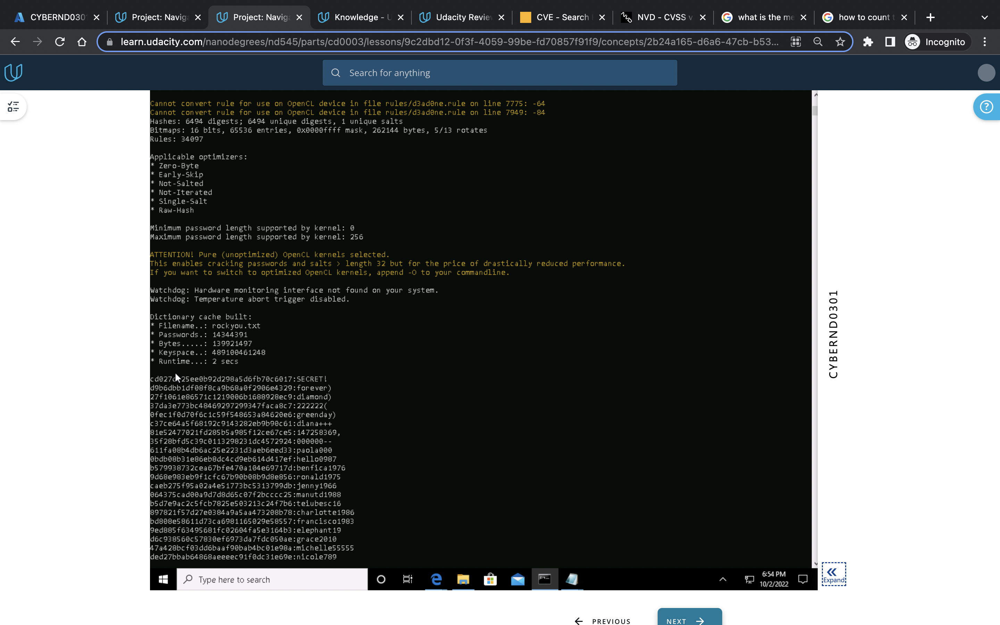 CYBERND030
Project: Navig
Project: Navig
Knowledge - U
Udacity Review
CVE - Search
NVD - CVSS v
what is the me
how to count t
learn.udacity.com/nanodegrees/nd545/parts/cd0003/lessons/9c2dbd12-0f3f-4059-99be-fd70857f91f9/concepts/2b24a165-d6a6-47cb-b53...
Incognito
Search for anything
Cannot convert rule for use on OpenCL device in file rules/d3ad0ne.rule on line 7775: -64
Cannot convert rule for use on OpenCL device in file rules/d3ad0ne.rule on line 7949: -84
Hashes: 6494 digests; 6494 unique digests, 1 unique salts
Bitmaps: 16 bits, 65536 entries, 0x0000ffff mask, 262144 bytes, 5/13 rotates
Rules: 34097
Applicable optimizers:
* Zero-Byte
* Early-Skip
* Not-Salted
* Not-Iterated
* Single-Salt
* Raw-Hash
Minimum password length supported by kernel: 0
Maximum password length supported by kernel: 256
ATTENTION! Pure (unoptimized) OpenCL kernels selected.
This enables cracking passwords and salts > length 32 but for the price of drastically reduced performance.
If you want to switch to optimized OpenCL kernels, append -O to your commandline.
Watchdog: Hardware monitoring interface not found on your system.
Watchdog: Temperature abort trigger disabled.
Dictionary cache built:
* Filename..: rockyou.txt
* Passwords.: 14344391
* Bytes.....: 139921497
* Keyspace..: 489100461248
* Runtime...: 2 secs
25ee0b92d298a5d6fb70c6017:SECRET!
d9b6dbb1df08f8ca9b68a0f2906e4329:forever)
27f1061e86571c1219006b1688928ec9:diamond)
37da3e773bc48469297299347faca8c7:222222(
0fec1f0d70f6c1c59f548653a84620e6:greenday)
c37ce64a5f68192c9143282eb9b90c61:diana+++
81e52477021fd285b5a985f12ce67ce5:147258369,
35f28bfd5c39c0113298231dc4572924:000000--
611fa08b4db6ac25e2231d3aeb6eed33:paola000
0bdb08b31e86eb8dc4cd9eb614d417ef:hello0987
b579938732cea67bfe470a104e69717d:benfica1976
9d68e983eb9f1cfc67b90b08b9d8e856:ronald1975
caeb275f95a02a4e51773bc5313799db:jenny1966
064375cad00a9d7d8d65c07f2bcccc25:manutd1988
b5d7e9ac2c5fcb7825e503213c24f7b6:teiubesc16
897821f57d27e0384a9a5aa473208b78:charlotte1986
bd808e58611d73ca6981165029e58557:francisco1983
9ed885f63495681fc02604fa5e3164b3:elephant19
d6c938560c57830ef6973da7fdc050ae:grace2010
47a428bcf03dd6baaf90bab4bc01e98a:michelle55555
ded27bbab64868aeeeec91f0dc31e69e:nicole789
CYBERND0301
Expand
Type here to search
6:54 PM
10/2/2022
PREVIOUS
NEXT